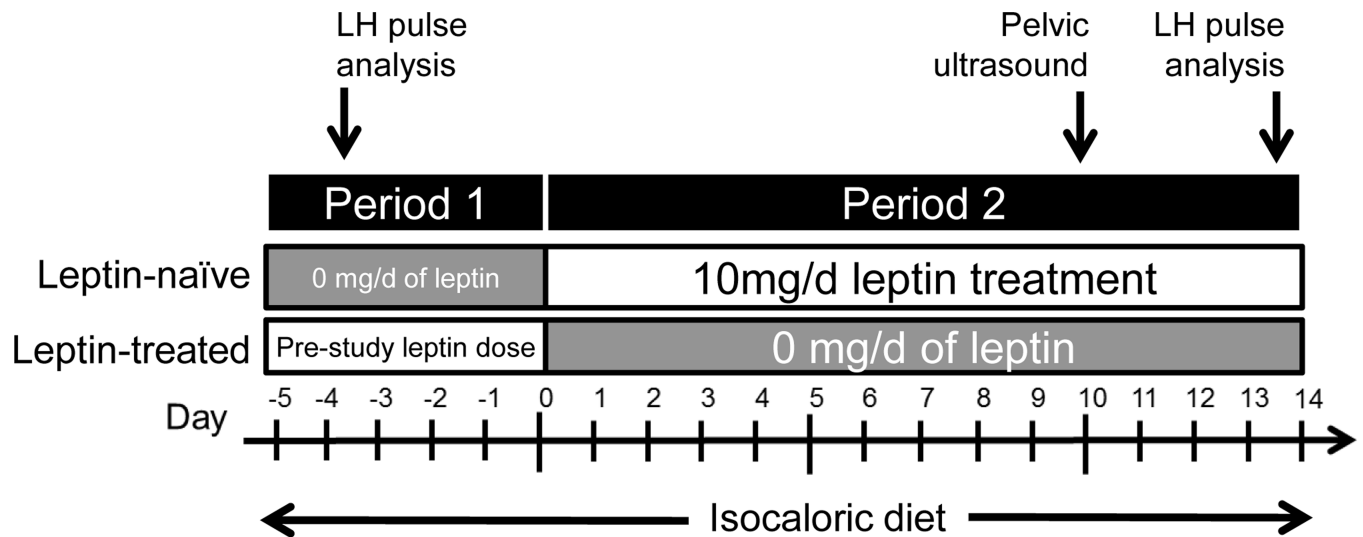 LH pulse
analysis
Pelvic
ultrasound
LH pulse
analysis
Period 1
Period 2
Leptin-naïve
0 mg/d of leptin
10mg/d leptin treatment
Leptin-treated
Pre-study leptin dose
0 mg/d of leptin
Day
-5 -4 -3 -2 -1 0 1 2 3 4 5 6 7 8 9 10 11 12 13 14
Isocaloric diet